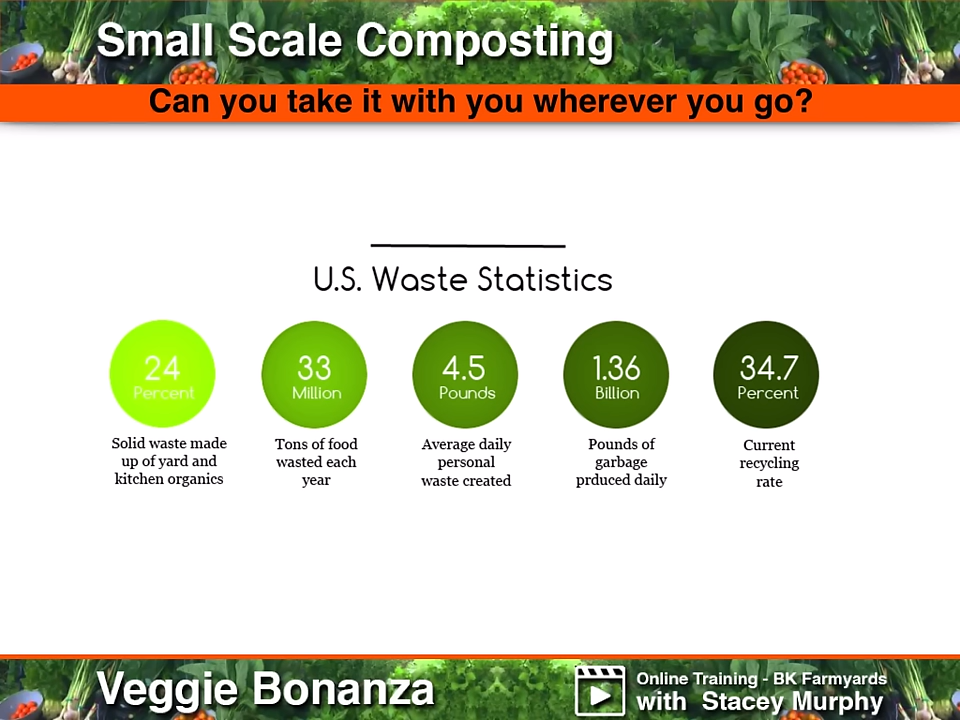 Small Scale Composting
Can you take it with you wherever you go?
U.S. Waste Statistics
24
Percent
Solid waste made
up of yard and
kitchen organics
33
Million
Tons of food
wasted each
year
4.5
Pounds
Average daily
personal
waste created
1.36
Billion
Pounds of
garbage
prduced daily
34.7
Percent
Current
recycling
rate
Veggie Bonanza
Online Training - BK Farmyards
with Stacey Murphy